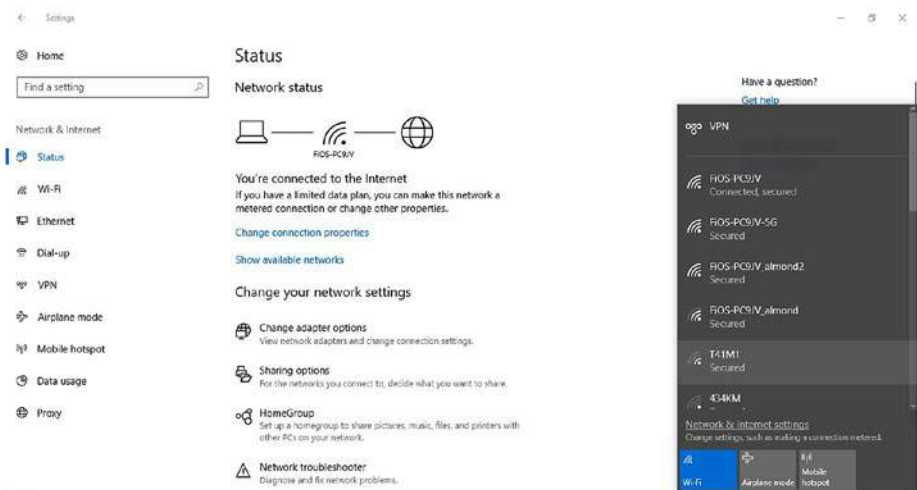 Settings
Home
Find a setting
Network & Internet
Status
Wi-Fi
Ethernet
Dial-up
VPN
Airplane mode
Mobile hotspot
Data usage
Proxy
Status
Network status
FiOS-PC9JV
You're connected to the Internet
If you have a limited data plan, you can make this network a
metered connection or change other properties.
Change connection properties
Show available networks
Change your network settings
Change adapter options
View network adapters and change connection settings.
Sharing options
For the networks you connect to, decide what you want to share.
HomeGroup
Set up a homegroup to share pictures, music, files, and printers with
other PCs on your network.
Network troubleshooter
Diagnose and fix network problems.
Have a question?
Get help
VPN
FiOS-PC9JV
Connected, secured
FiOS-PC9JV-5G
Secured
FiOS-PC9JV_almond2
Secured
FiOS-PC9JV_almond
Secured
T41M1
Secured
434KM
Network & Internet settings
Change settings, such as making a connection metered.
Wi-Fi
Airplane mode
Mobile
hotspot